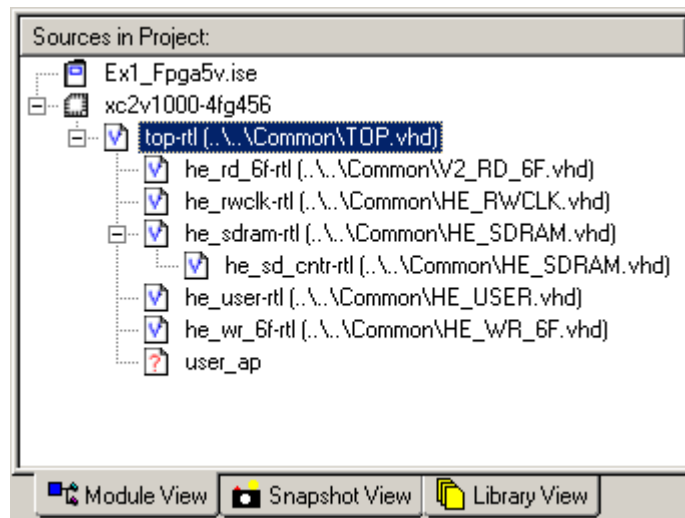 Sources in Project:
Ex1_Fpga5v.ise
xc2v1000-4fg456
top-rtl (..\..\Common\TOP.vhd)
he_rd_6f-rtl (..\..\Common\V2_RD_6F.vhd)
he_rwclk-rtl (..\..\Common\HE_RWCLK.vhd)
he_sdram-rtl (..\..\Common\HE_SDRAM.vhd)
he_sd_cntr-rtl (..\..\Common\HE_SDRAM.vhd)
he_user-rtl (..\..\Common\HE_USER.vhd)
he_wr_6f-rtl (..\..\Common\HE_WR_6F.vhd)
user_ap
Module View Snapshot View Library View